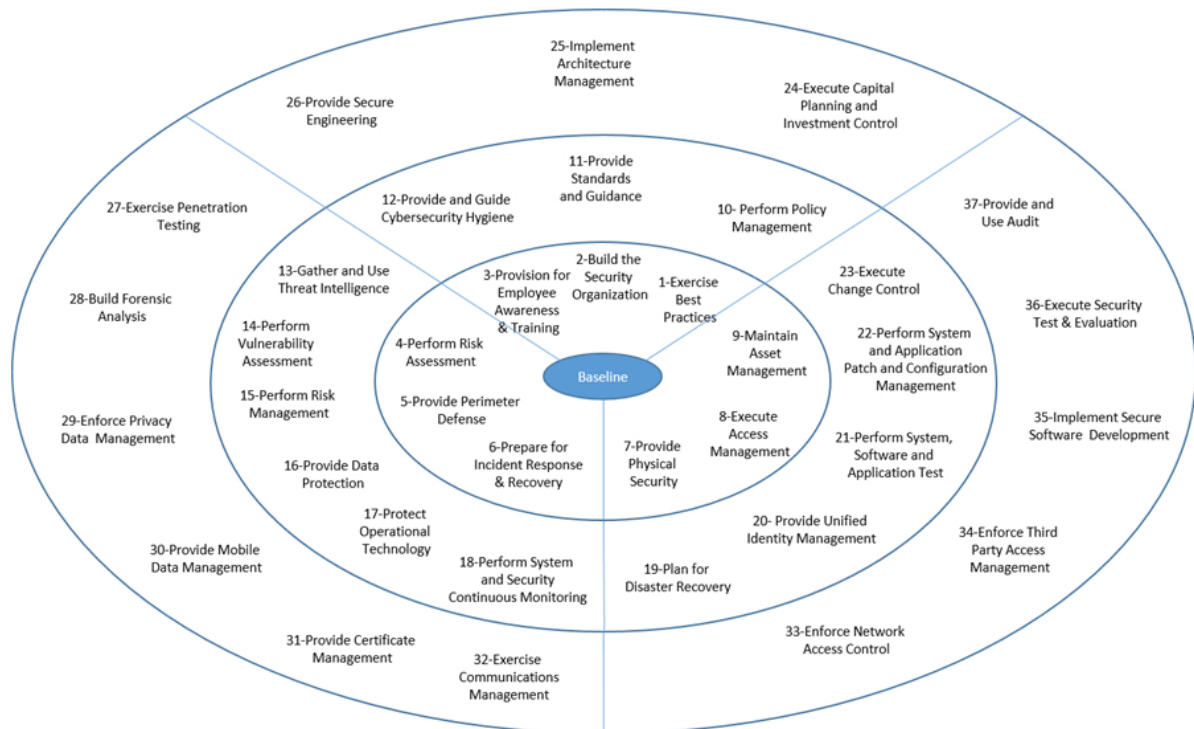 25-Implement
Architecture
Management
24-Execute Capital
Planning and
Investment Control
26-Provide Secure
Engineering
11-Provide
Standards
and Guidance
12-Provide and Guide
Cybersecurity Hygiene
10- Perform Policy
Management
27-Exercise Penetration
Testing
37-Provide and
Use Audit
13-Gather and Use
Threat Intelligence
3-Provision for
Employee
Awareness
& Training
2-Build the
Security
Organization
1-Exercise
Best
Practices
23-Execute
Change Control
28-Build Forensic
Analysis
36-Execute Security
Test & Evaluation
14-Perform
Vulnerability
Assessment
4-Perform Risk
Assessment
9-Maintain
Asset
Management
22-Perform System
and Application
Patch and Configuration
Management
Baseline
15-Perform Risk
Management
5-Provide Perimeter
Defense
8-Execute
Access
Management
29-Enforce Privacy
Data  Management
35-Implement Secure
Software  Development
6-Prepare for
Incident Response
& Recovery
7-Provide
Physical
Security
21-Perform System,
Software and
Application Test
16-Provide Data
Protection
17-Protect
Operational
Technology
20- Provide Unified
Identity Management
34-Enforce Third
Party Access
Management
30-Provide Mobile
Data Management
18-Perform System
and Security
Continuous Monitoring
19-Plan for
Disaster Recovery
31-Provide Certificate
Management
32-Exercise
Communications
Management
33-Enforce Network
Access Control